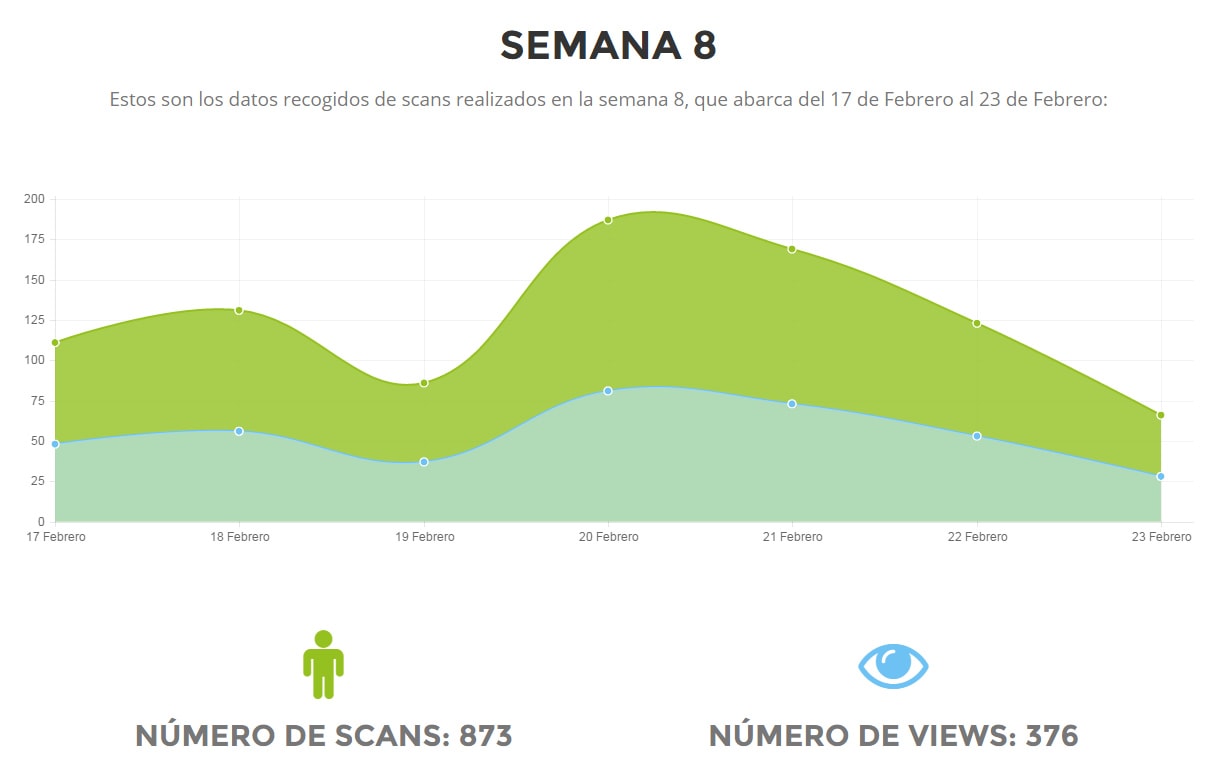 SEMANA 8
Estos son los datos recogidos de scans realizados en la semana 8, que abarca del 17 de Febrero al 23 de Febrero:
200
175
150
125
100
75
50
25
0
17 Febrero 18 Febrero 19 Febrero 20 Febrero 21 Febrero 22 Febrero 23 Febrero
NÚMERO DE SCANS: 873 NÚMERO DE VIEWS: 376